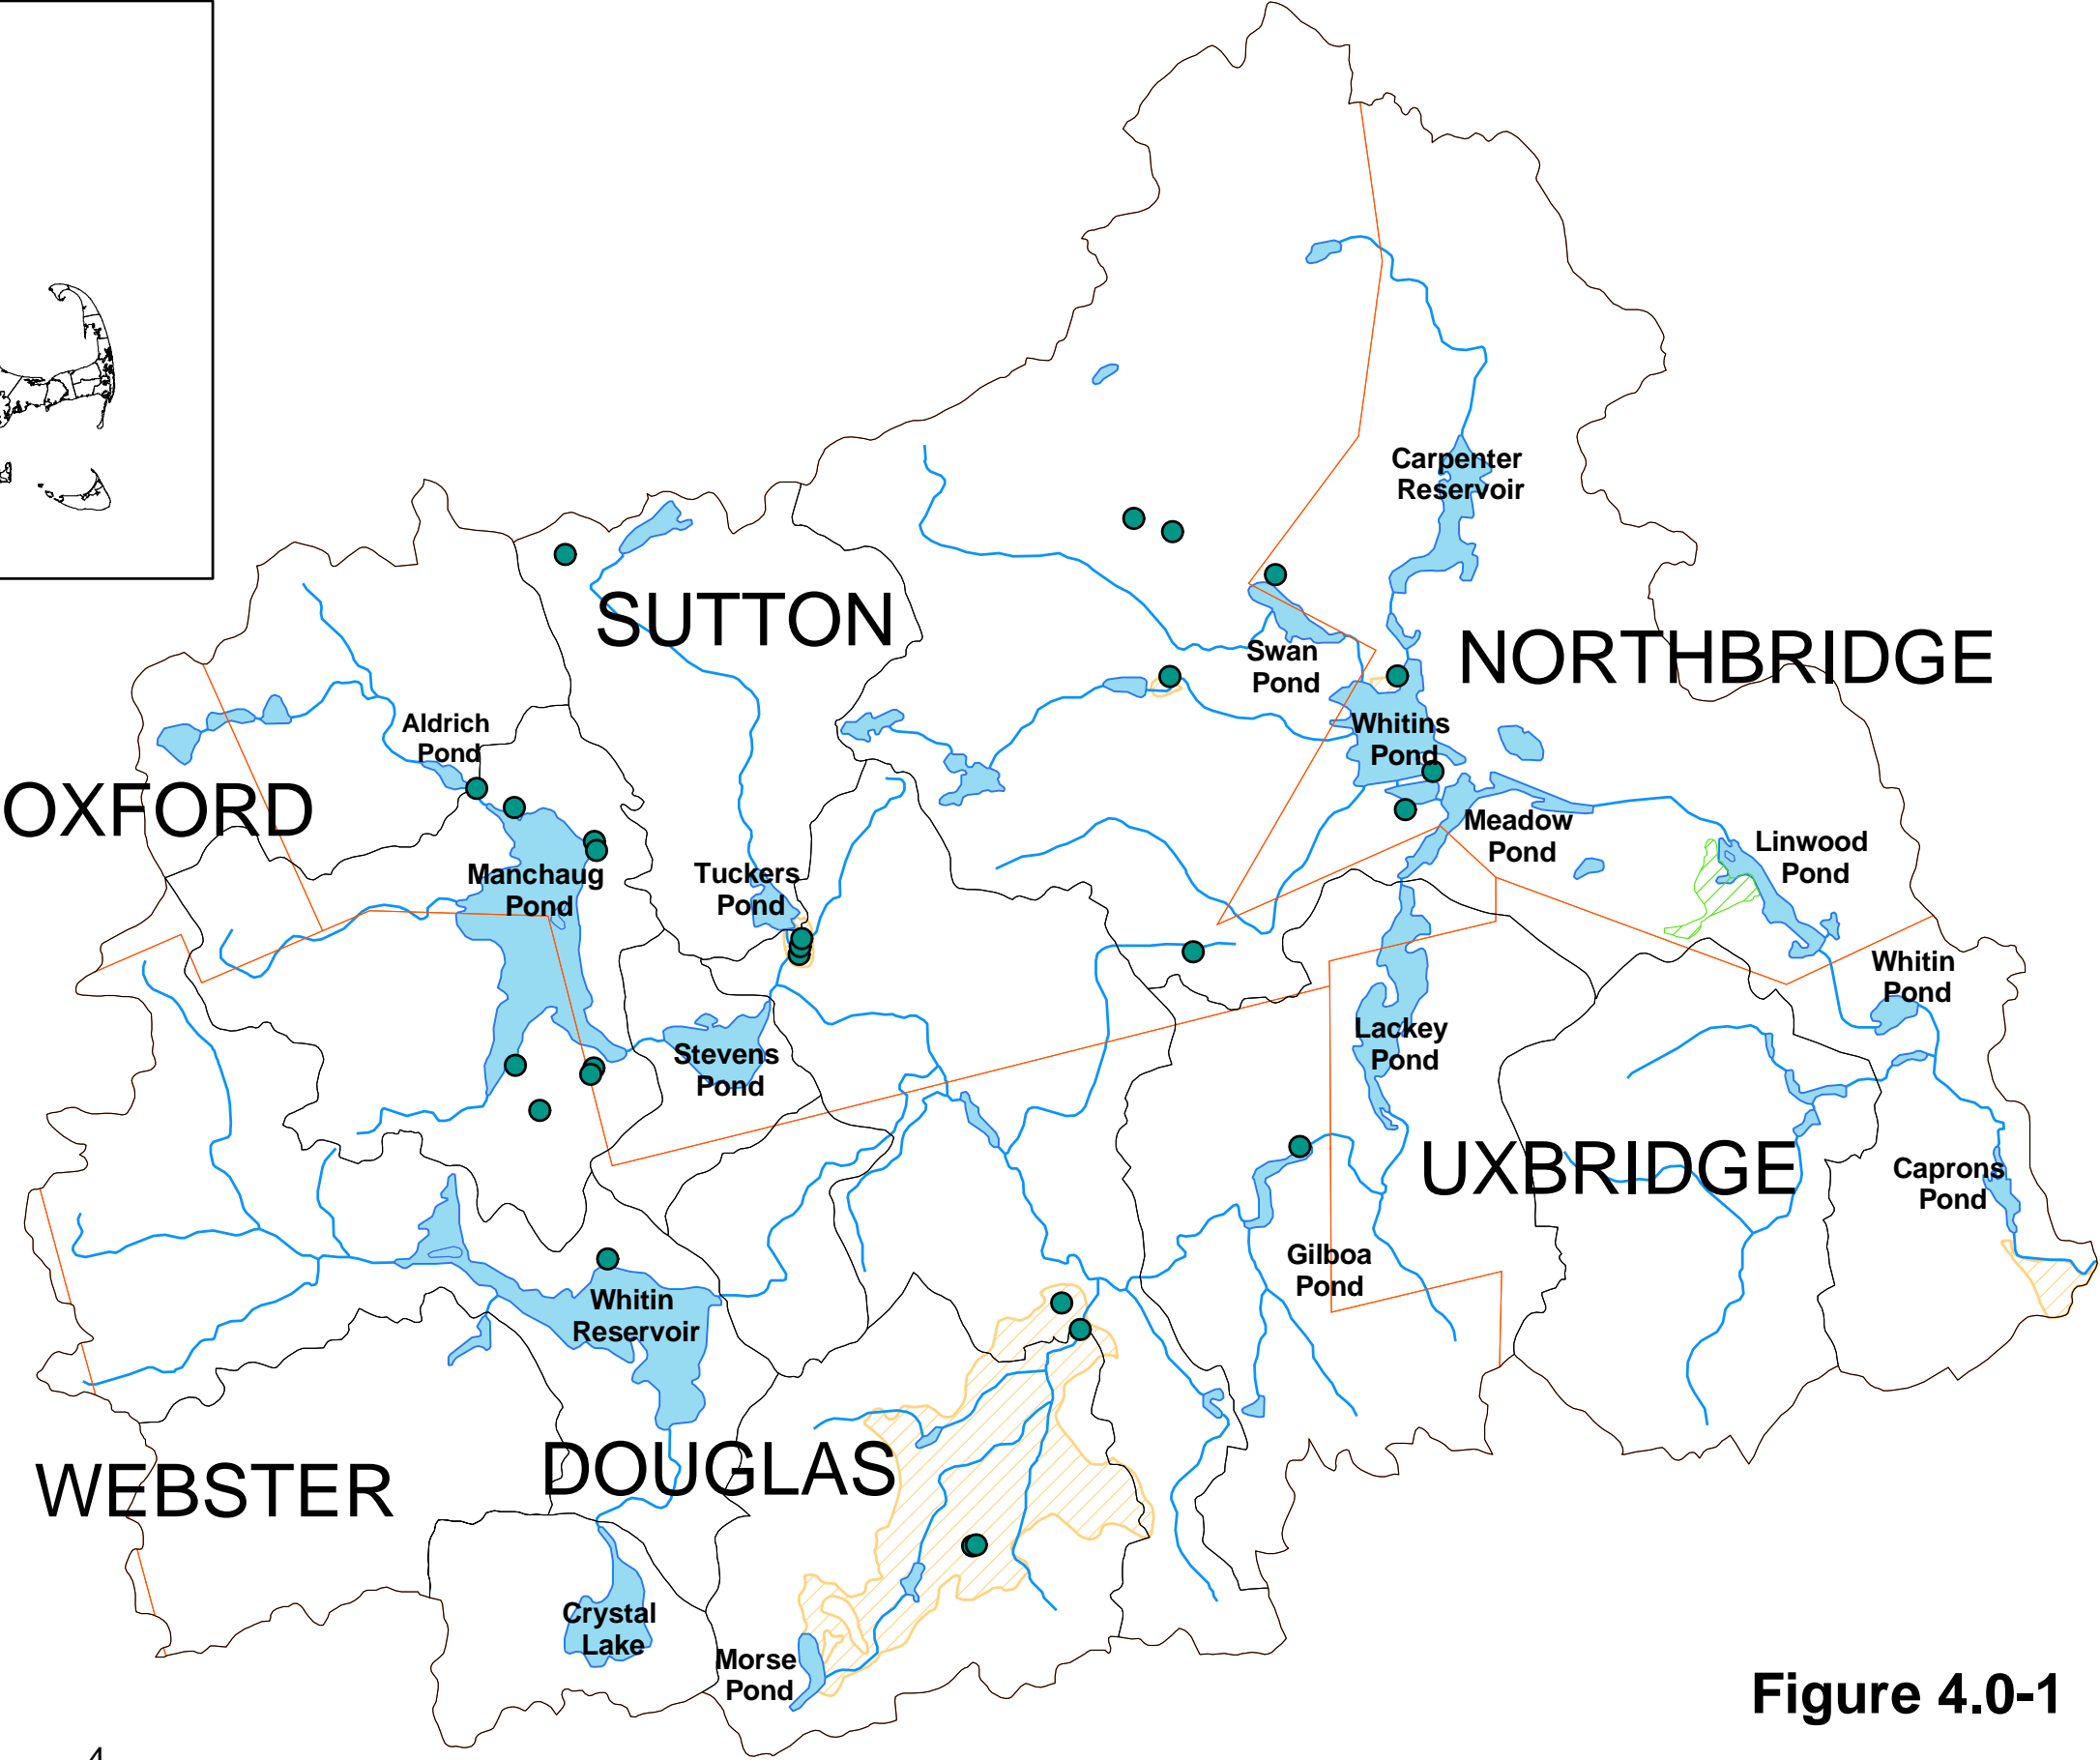 Carpenter
Reservoir
SUTTON
NORTHBRIDGE
Swan
Pond
Aldrich
Pond
Whitins
Pond
OXFORD
Meadow
Pond
Linwood
Pond
Manchaug
Pond
Tuckers
Pond
Whitin
Pond
Stevens
Pond
Lackey
Pond
UXBRIDGE
Caprons
Pond
Gilboa
Pond
Whitin
Reservoir
DOUGLAS
WEBSTER
Crystal
Lake
Morse
Pond
Figure 4.0-1
4